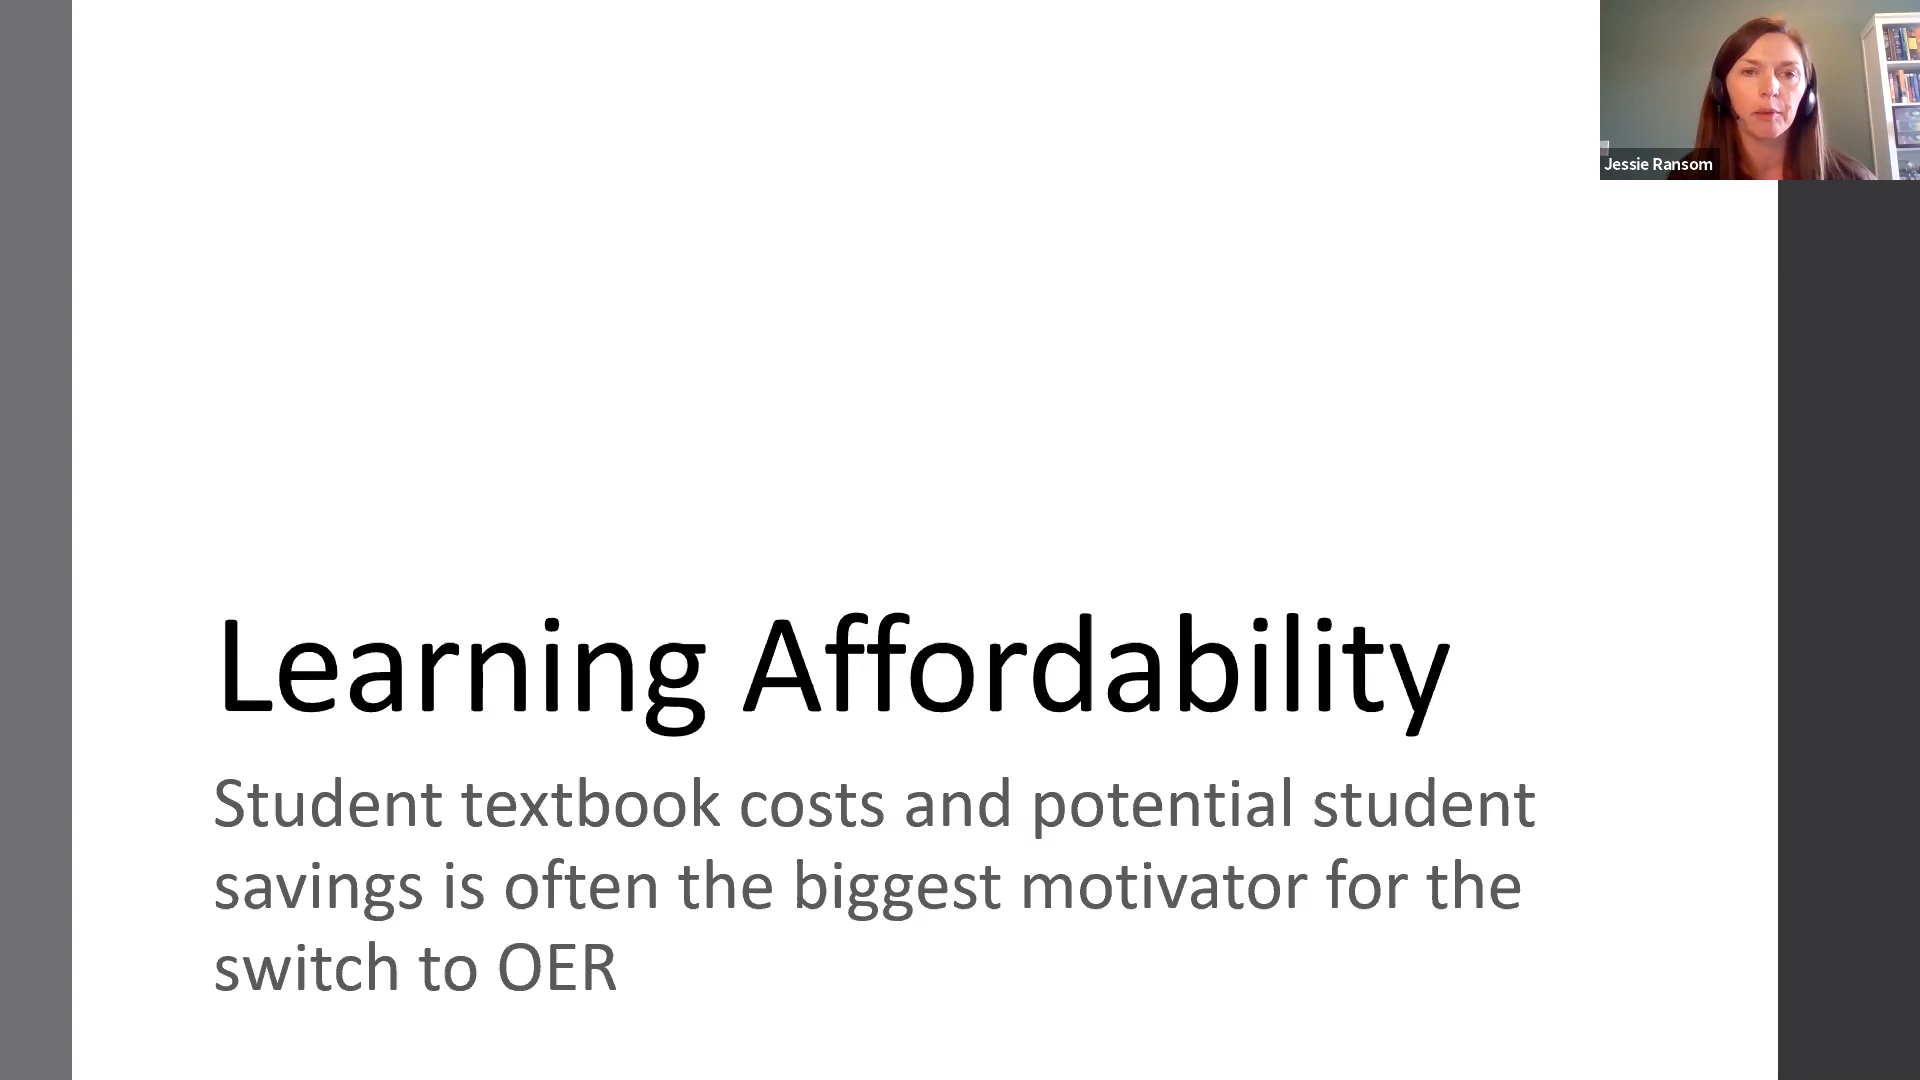 Jessie Ransom
Learning Affordability
Student textbook costs and potential student
savings is often the biggest motivator for the
switch to OER